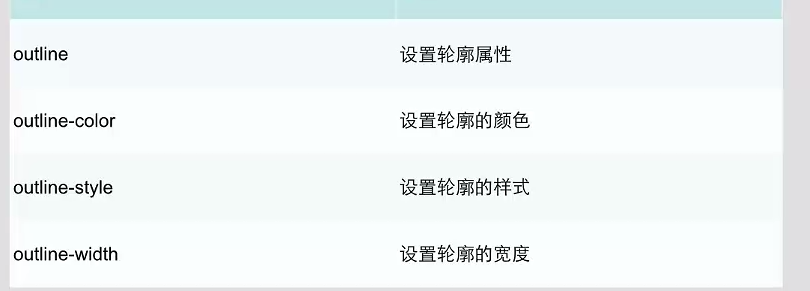 outline 设置轮廓属性
outline-color 设置轮廓的颜色
outline-style 设置轮廓的样式
outline-width 设置轮廓的宽度